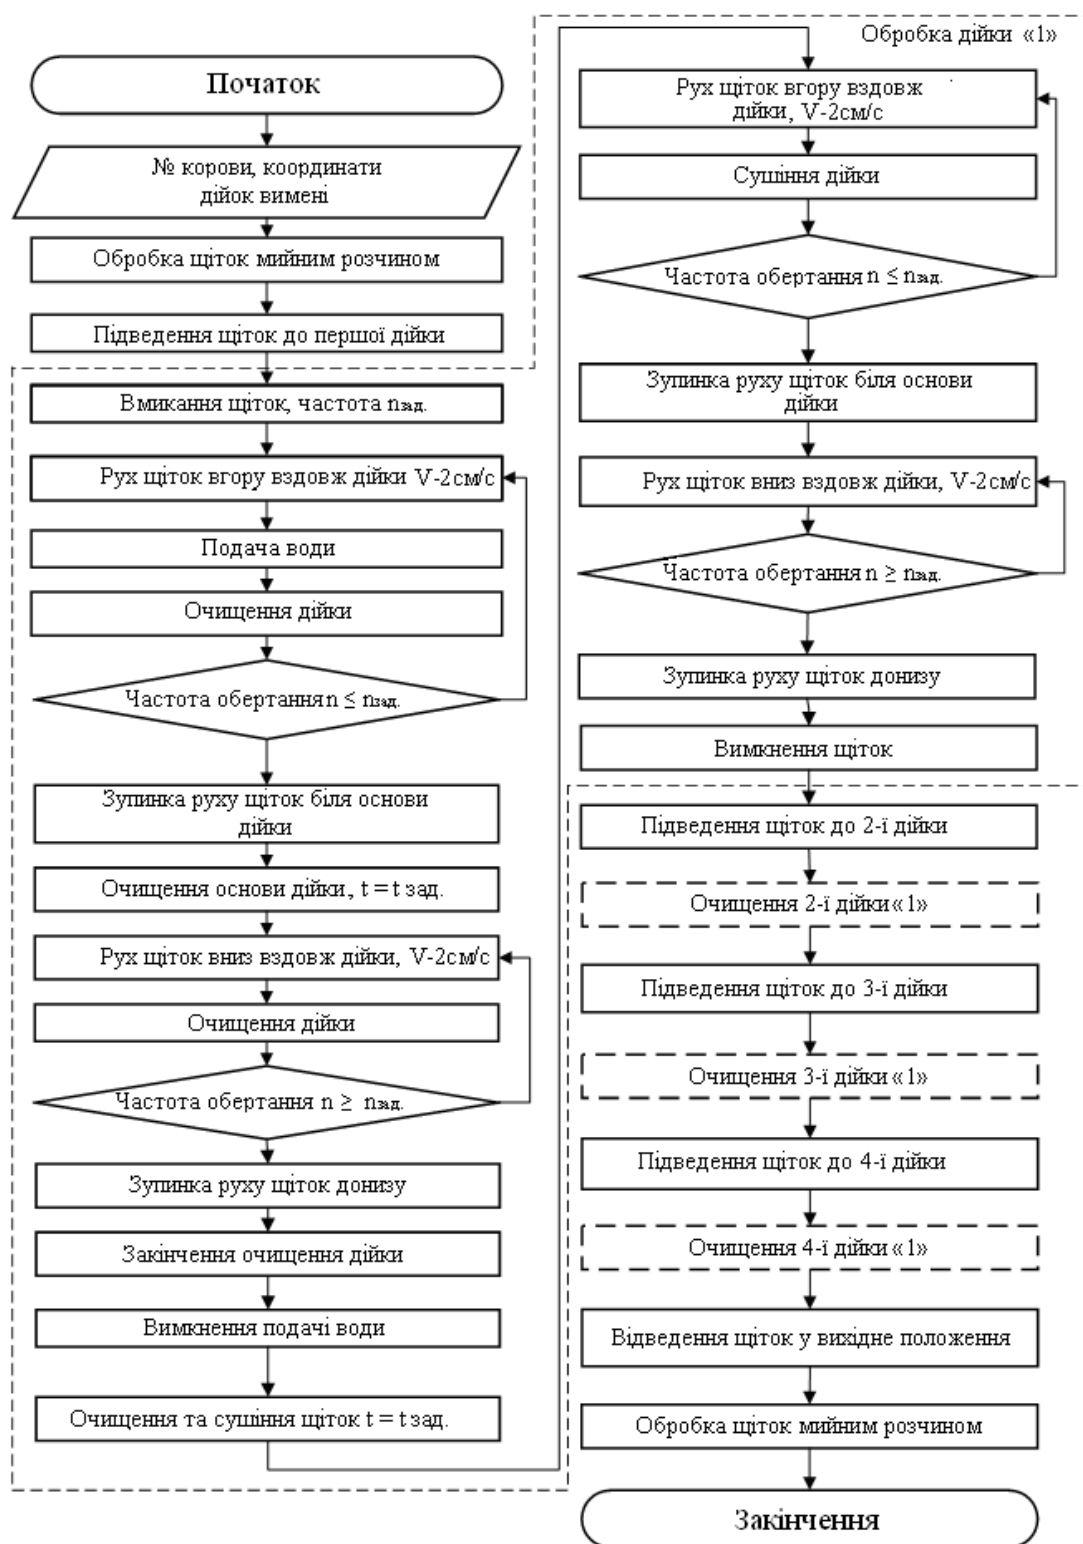 Початок
№ корови, координати
дійок вимені
Обробка щіток мийним розчином
Підведення щіток до першої дійки
Вмикання щіток, частота nзад.
Рух щіток вгору вздовж дійки V-2см/с
Подача води
Очищення дійки
Частота обертання n ≤ nзад.
Зупинка руху щіток біля основи
дійки
Очищення основи дійки, t = t зад.
Рух щіток вниз вздовж дійки, V-2см/с
Очищення дійки
Частота обертання n ≥ nзад.
Зупинка руху щіток донизу
Закінчення очищення дійки
Вимкнення подачі води
Очищення та сушіння щіток t = t зад.
Обробка дійки «1»
Рух щіток вгору вздовж
дійки, V-2см/с
Сушіння дійки
Частота обертання n ≤ nзад.
Зупинка руху щіток біля основи
дійки
Рух щіток вниз вздовж дійки, V-2см/с
Частота обертання n ≥ nзад.
Зупинка руху щіток донизу
Вимкнення щіток
Підведення щіток до 2-ї дійки
Очищення 2-ї дійки «1»
Підведення щіток до 3-ї дійки
Очищення 3-ї дійки «1»
Підведення щіток до 4-ї дійки
Очищення 4-ї дійки «1»
Відведення щіток у вихідне положення
Обробка щіток мийним розчином
Закінчення